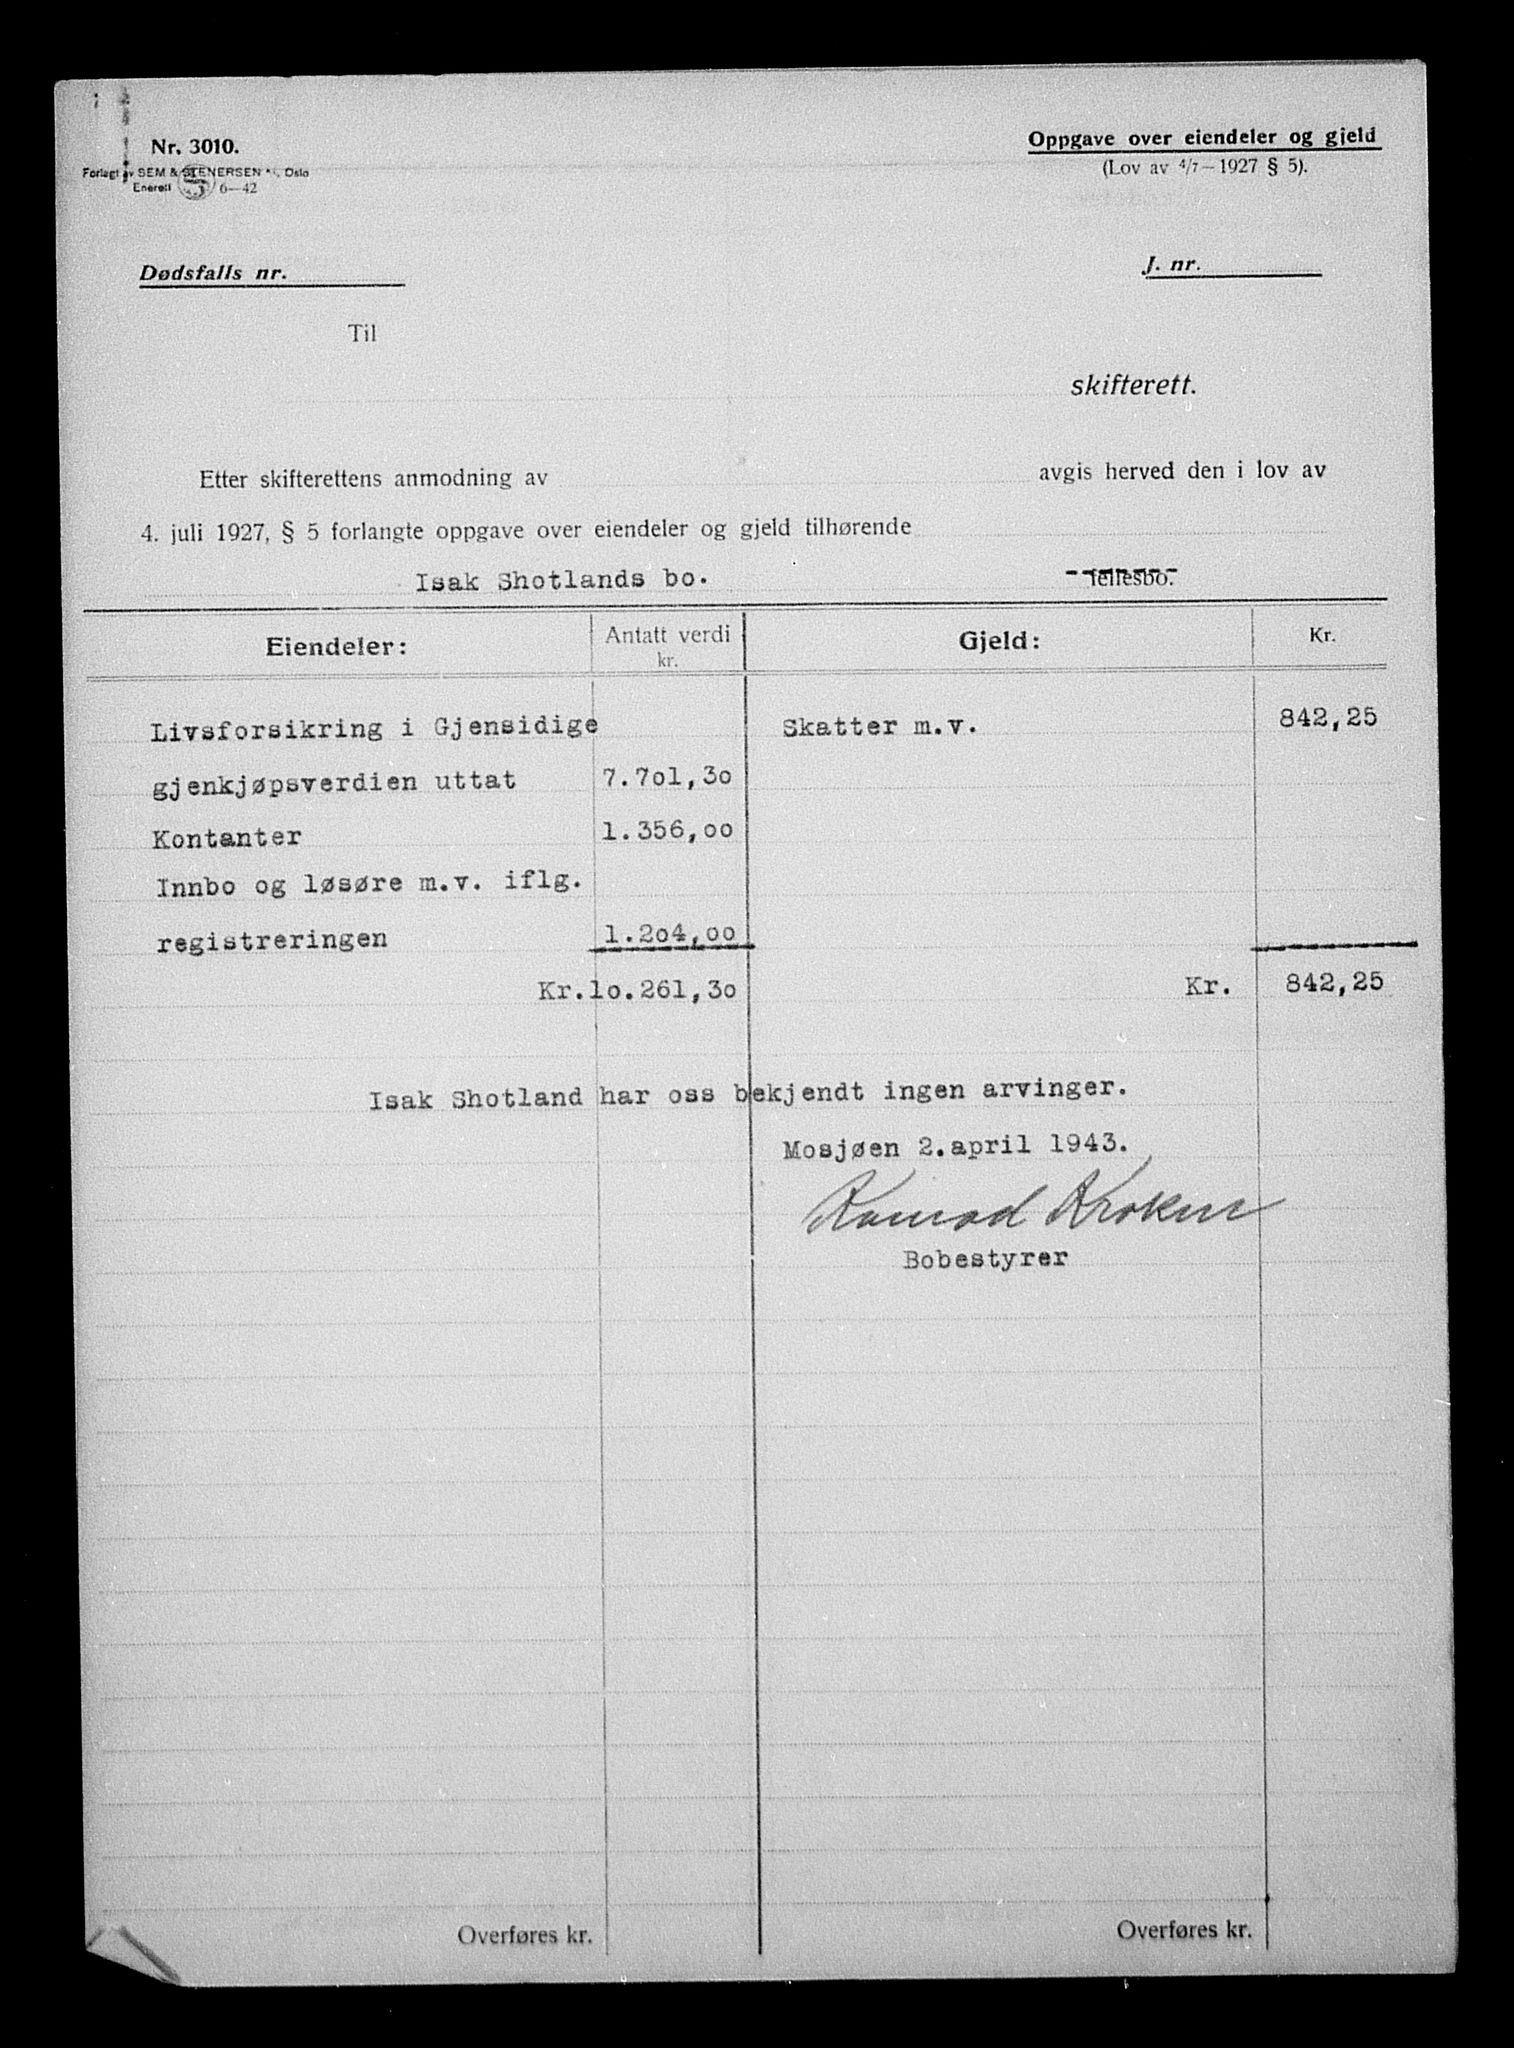 Nr. 3010.
Forlagt av SEM & STENERSEN A/S, Oslo
Enerett 6—42
Oppgave over eiendeler og gjeld
(Lov av 4/7 — 1927 § 5).
Dødsfalls nr.
J. nr.
Til
skifterett.
Etter skifterettens anmodning av avgis herved den i lov av
4. juli 1927, § 5 forlangte oppgave over eiendeler og gjeld tilhørende
Isak Shotlands bo. fellesbo.
Eiendeler: Antatt verdi kr. Gjeld: Kr.
Livsforsikring i Gjensidige Skatter m.v. 842,25
gjenkjøpsverdien uttat 7.7o1,3o
Kontanter 1.356,oo
Innbo og løsøre m.v. iflg.
registreringen 1.2o4,oo
Kr.1o.261,3o Kr. 842,25
Isak Shotland har oss bekjendt ingen arvinger.
Mosjøen 2.april 1943.
Konrad Kroken
Bobestyrer
Overføres kr. Overføres kr.